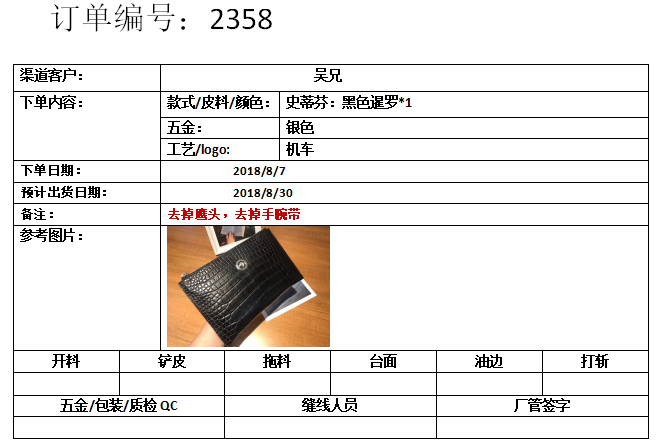 订单编号：2358
渠道客户： 吴兄
下单内容： 款式/皮料/颜色： 史蒂芬：黑色暹罗*1
五金： 银色
工艺/logo: 机车
下单日期： 2018/8/7
预计出货日期： 2018/8/30
备注： 去掉鹰头，去掉手腕带
参考图片：
开料 铲皮 拖料 台面 油边 打斩
五金/包装/质检 QC 缝线人员 厂管签字